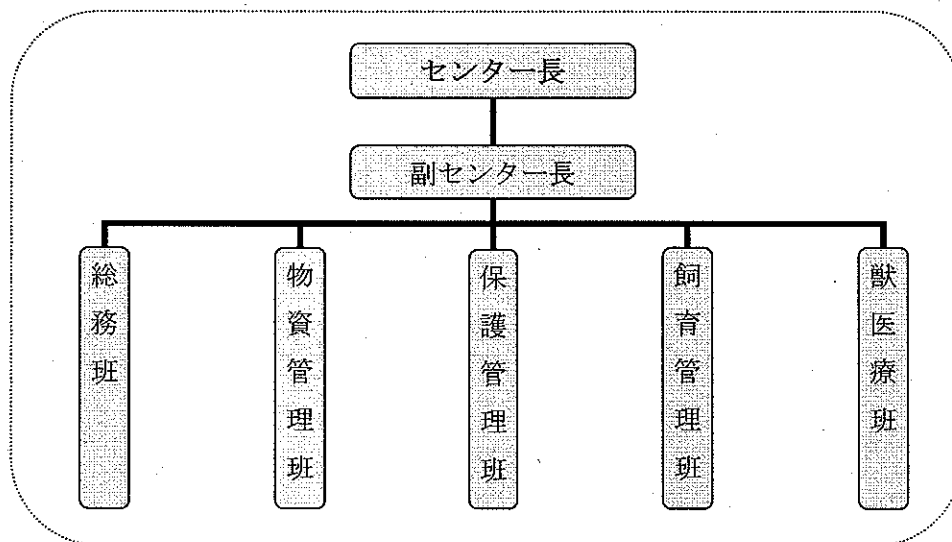 センター長
副センター長
総務班
物資管理班
保護管理班
飼育管理班
獣医療班